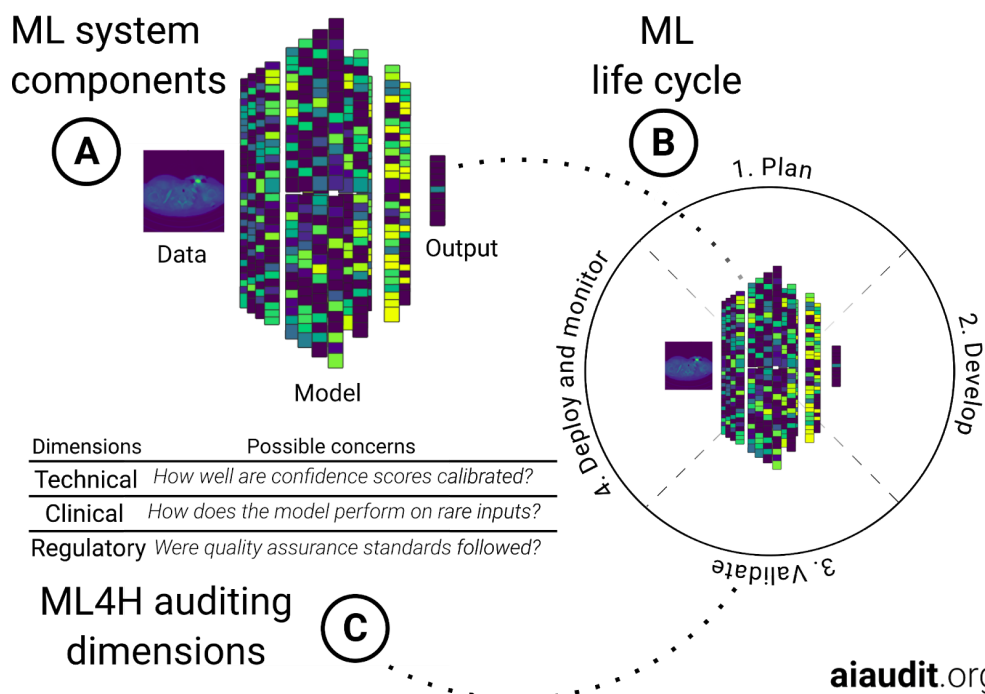 ML system
components
A
Data
Model
Output
ML
life cycle
B
1. Plan
2. Develop
3. Validate
4. Deploy and monitor
Dimensions Possible concerns
Technical How well are confidence scores calibrated?
Clinical How does the model perform on rare inputs?
Regulatory Were quality assurance standards followed?
ML4H auditing
dimensions
C
aiaudit.org